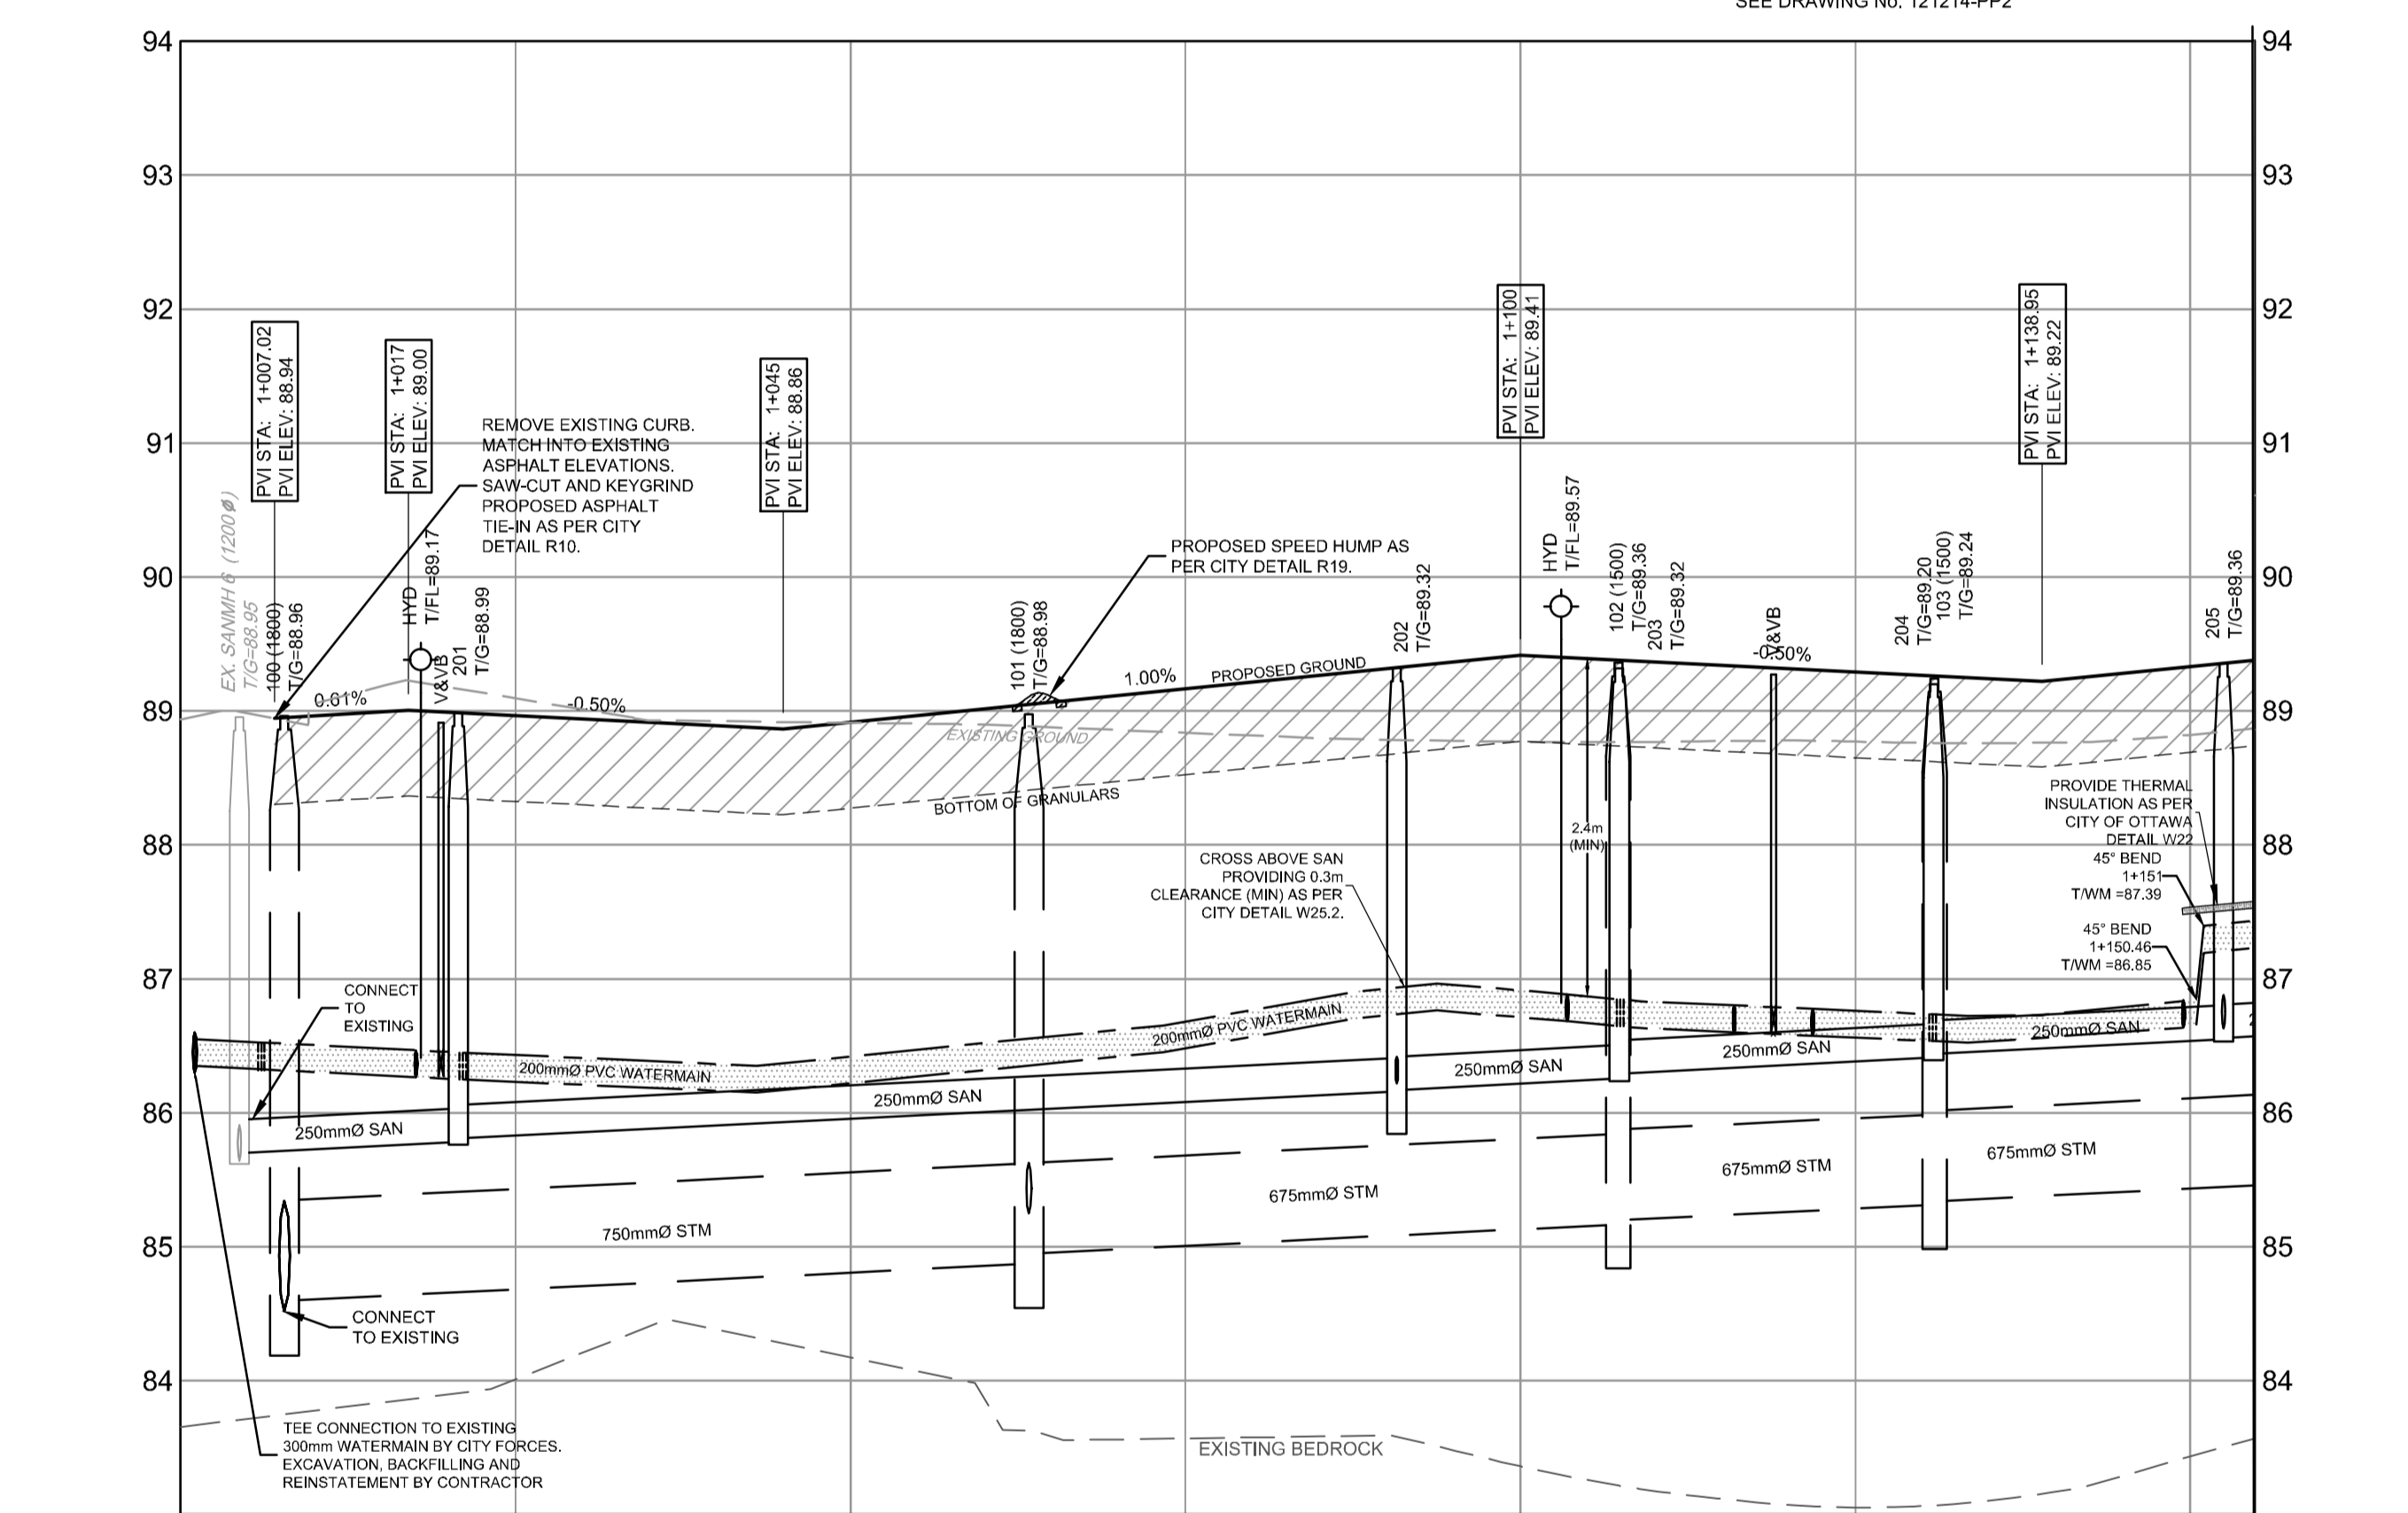 SEE DRAWING No. 121214-PP2
94
94
93
93
92
92
91
91
90
90
89
89
88
88
87
87
86
86
85
85
84
84
EX. SANMH 6 (1200Ø)
T/G=88.95
PVI STA: 1+007.02
PVI ELEV: 88.94
100 (1800)
T/G=88.96
PVI STA: 1+017
PVI ELEV: 89.00
HYD
T/FL=89.17
V&VB
201
T/G=88.99
REMOVE EXISTING CURB.
MATCH INTO EXISTING
ASPHALT ELEVATIONS.
SAW-CUT AND KEYGRIND
PROPOSED ASPHALT
TIE-IN AS PER CITY
DETAIL R10.
PVI STA: 1+045
PVI ELEV: 88.86
101 (1800)
T/G=88.98
PROPOSED SPEED HUMP AS
PER CITY DETAIL R19.
202
T/G=89.32
PVI STA: 1+100
PVI ELEV: 89.41
HYD
T/FL=89.57
102 (1500)
T/G=89.36
203
T/G=89.32
V&VB
204
T/G=89.20
103 (1500)
T/G=89.24
PVI STA: 1+138.95
PVI ELEV: 89.22
205
T/G=89.36
0.61%
-0.50%
1.00%
PROPOSED GROUND
-0.50%
EXISTING GROUND
BOTTOM OF GRANULARS
2.4m
(MIN)
PROVIDE THERMAL
INSULATION AS PER
CITY OF OTTAWA
DETAIL W22
45° BEND
1+151
T/WM =87.39
45° BEND
1+150.46
T/WM =86.85
CROSS ABOVE SAN
PROVIDING 0.3m
CLEARANCE (MIN) AS PER
CITY DETAIL W25.2.
CONNECT
TO
EXISTING
200mmØ PVC WATERMAIN
200mmØ PVC WATERMAIN
250mmØ SAN
250mmØ SAN
250mmØ SAN
250mmØ SAN
250mmØ SAN
2
750mmØ STM
675mmØ STM
675mmØ STM
675mmØ STM
CONNECT
TO EXISTING
TEE CONNECTION TO EXISTING
300mm WATERMAIN BY CITY FORCES.
EXCAVATION, BACKFILLING AND
REINSTATEMENT BY CONTRACTOR
EXISTING BEDROCK